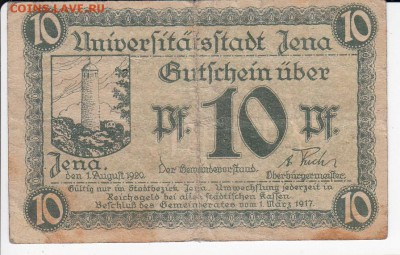 COINS.LAVE.RU
10 10
Universitätsstadt Jena
Gutschein über
Pf. 10 Pf.
Jena.
den 1. August 1920.
Der Gemeindevorstand.
Oberbürgermeister.
Gültig nur im Stadtbezirk Jena. Umwechslung jederzeit in
Reichsgeld bei allen städtischen Kassen.
Beschluß des Gemeinderates vom 1. März 1917.
10 10